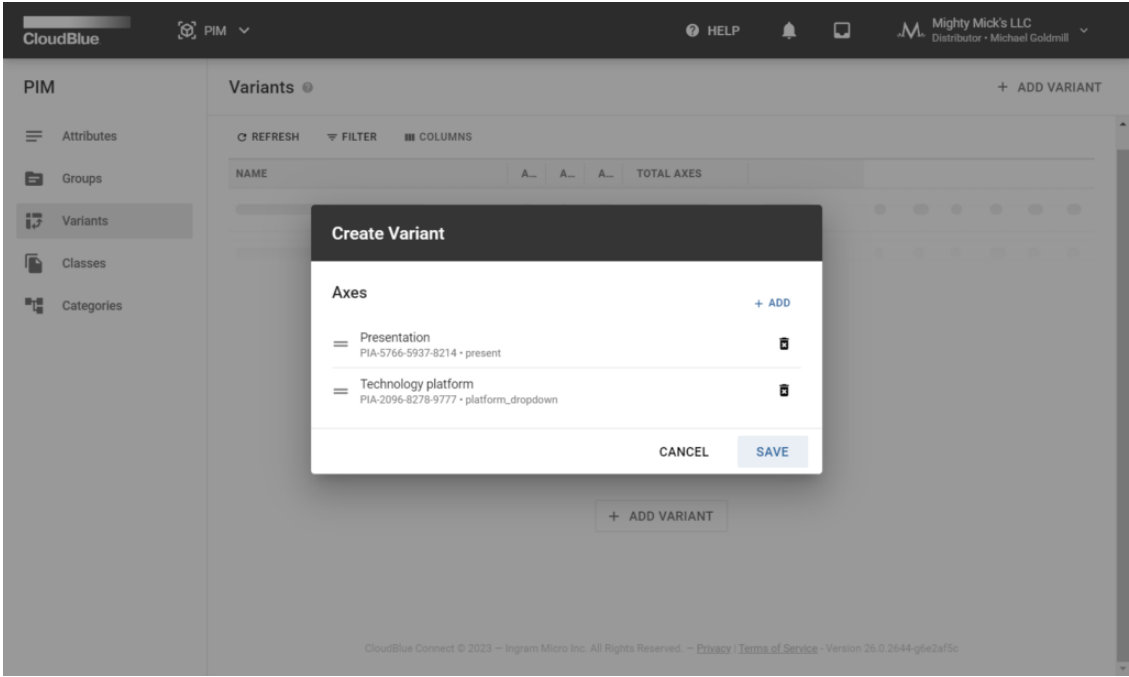 CloudBlue.
PIM
HELP
Mighty Mick's LLC
Distributor • Michael Goldmill
PIM
Variants
+ ADD VARIANT
Attributes
REFRESH FILTER COLUMNS
NAME A... A... A... TOTAL AXES
Groups
Variants
Create Variant
Classes
Axes
+ ADD
Categories
Presentation
PIA-5766-5937-8214 • present
Technology platform
PIA-2096-8278-9777 • platform_dropdown
CANCEL SAVE
+ ADD VARIANT
CloudBlue Connect © 2023 — Ingram Micro Inc. All Rights Reserved. — Privacy | Terms of Service - Version 26.0.2644-g6e2af5c